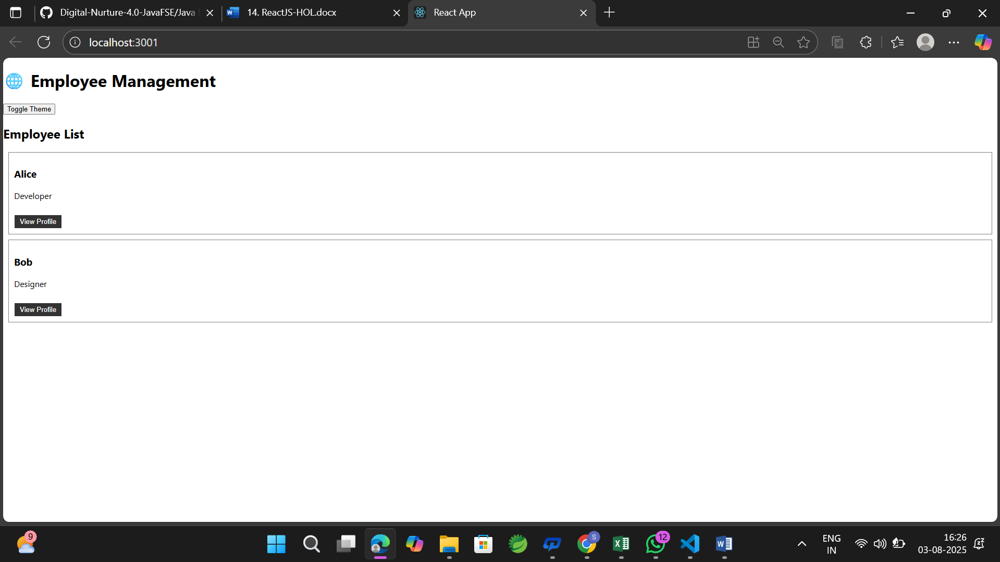 Digital-Nurture-4.0-JavaFSE/Java
14. ReactJS-HOL.docx
React App
localhost:3001
Employee Management
Toggle Theme
Employee List
Alice
Developer
View Profile
Bob
Designer
View Profile
9
S
12
ENG
IN
16:26
03-08-2025